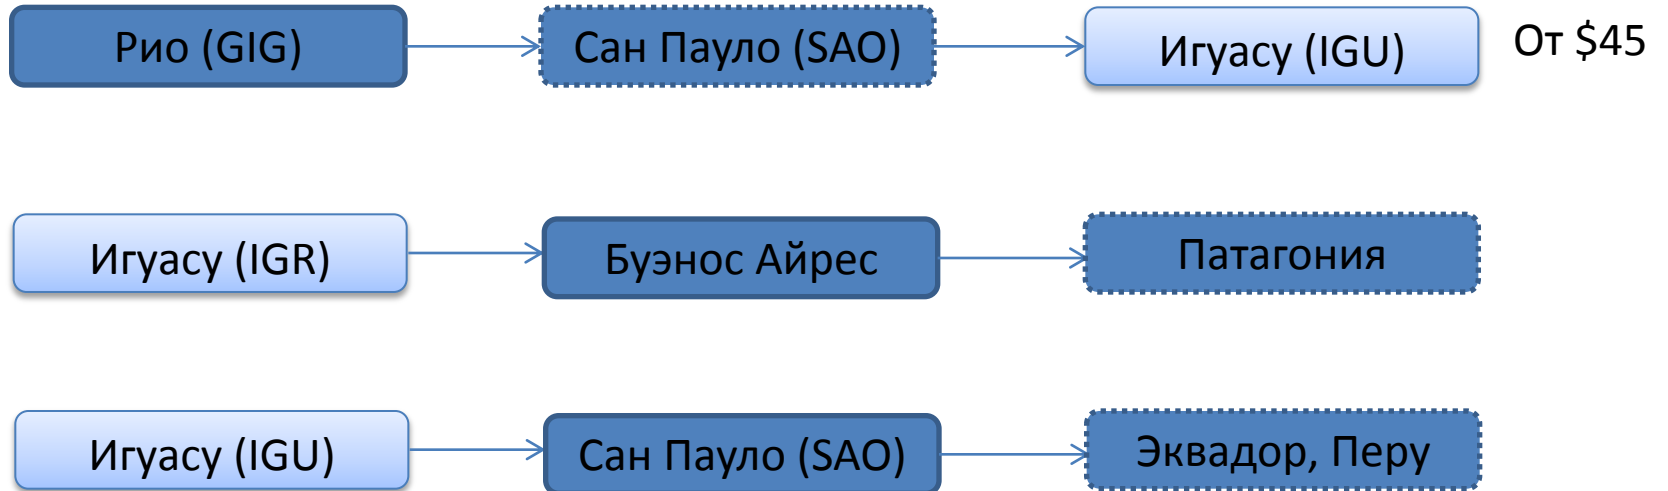 Рио (GIG)
Сан Пауло (SAO)
Игуасу (IGU)
От $45
Игуасу (IGR)
Буэнос Айрес
Патагония
Игуасу (IGU)
Сан Пауло (SAO)
Эквадор, Перу